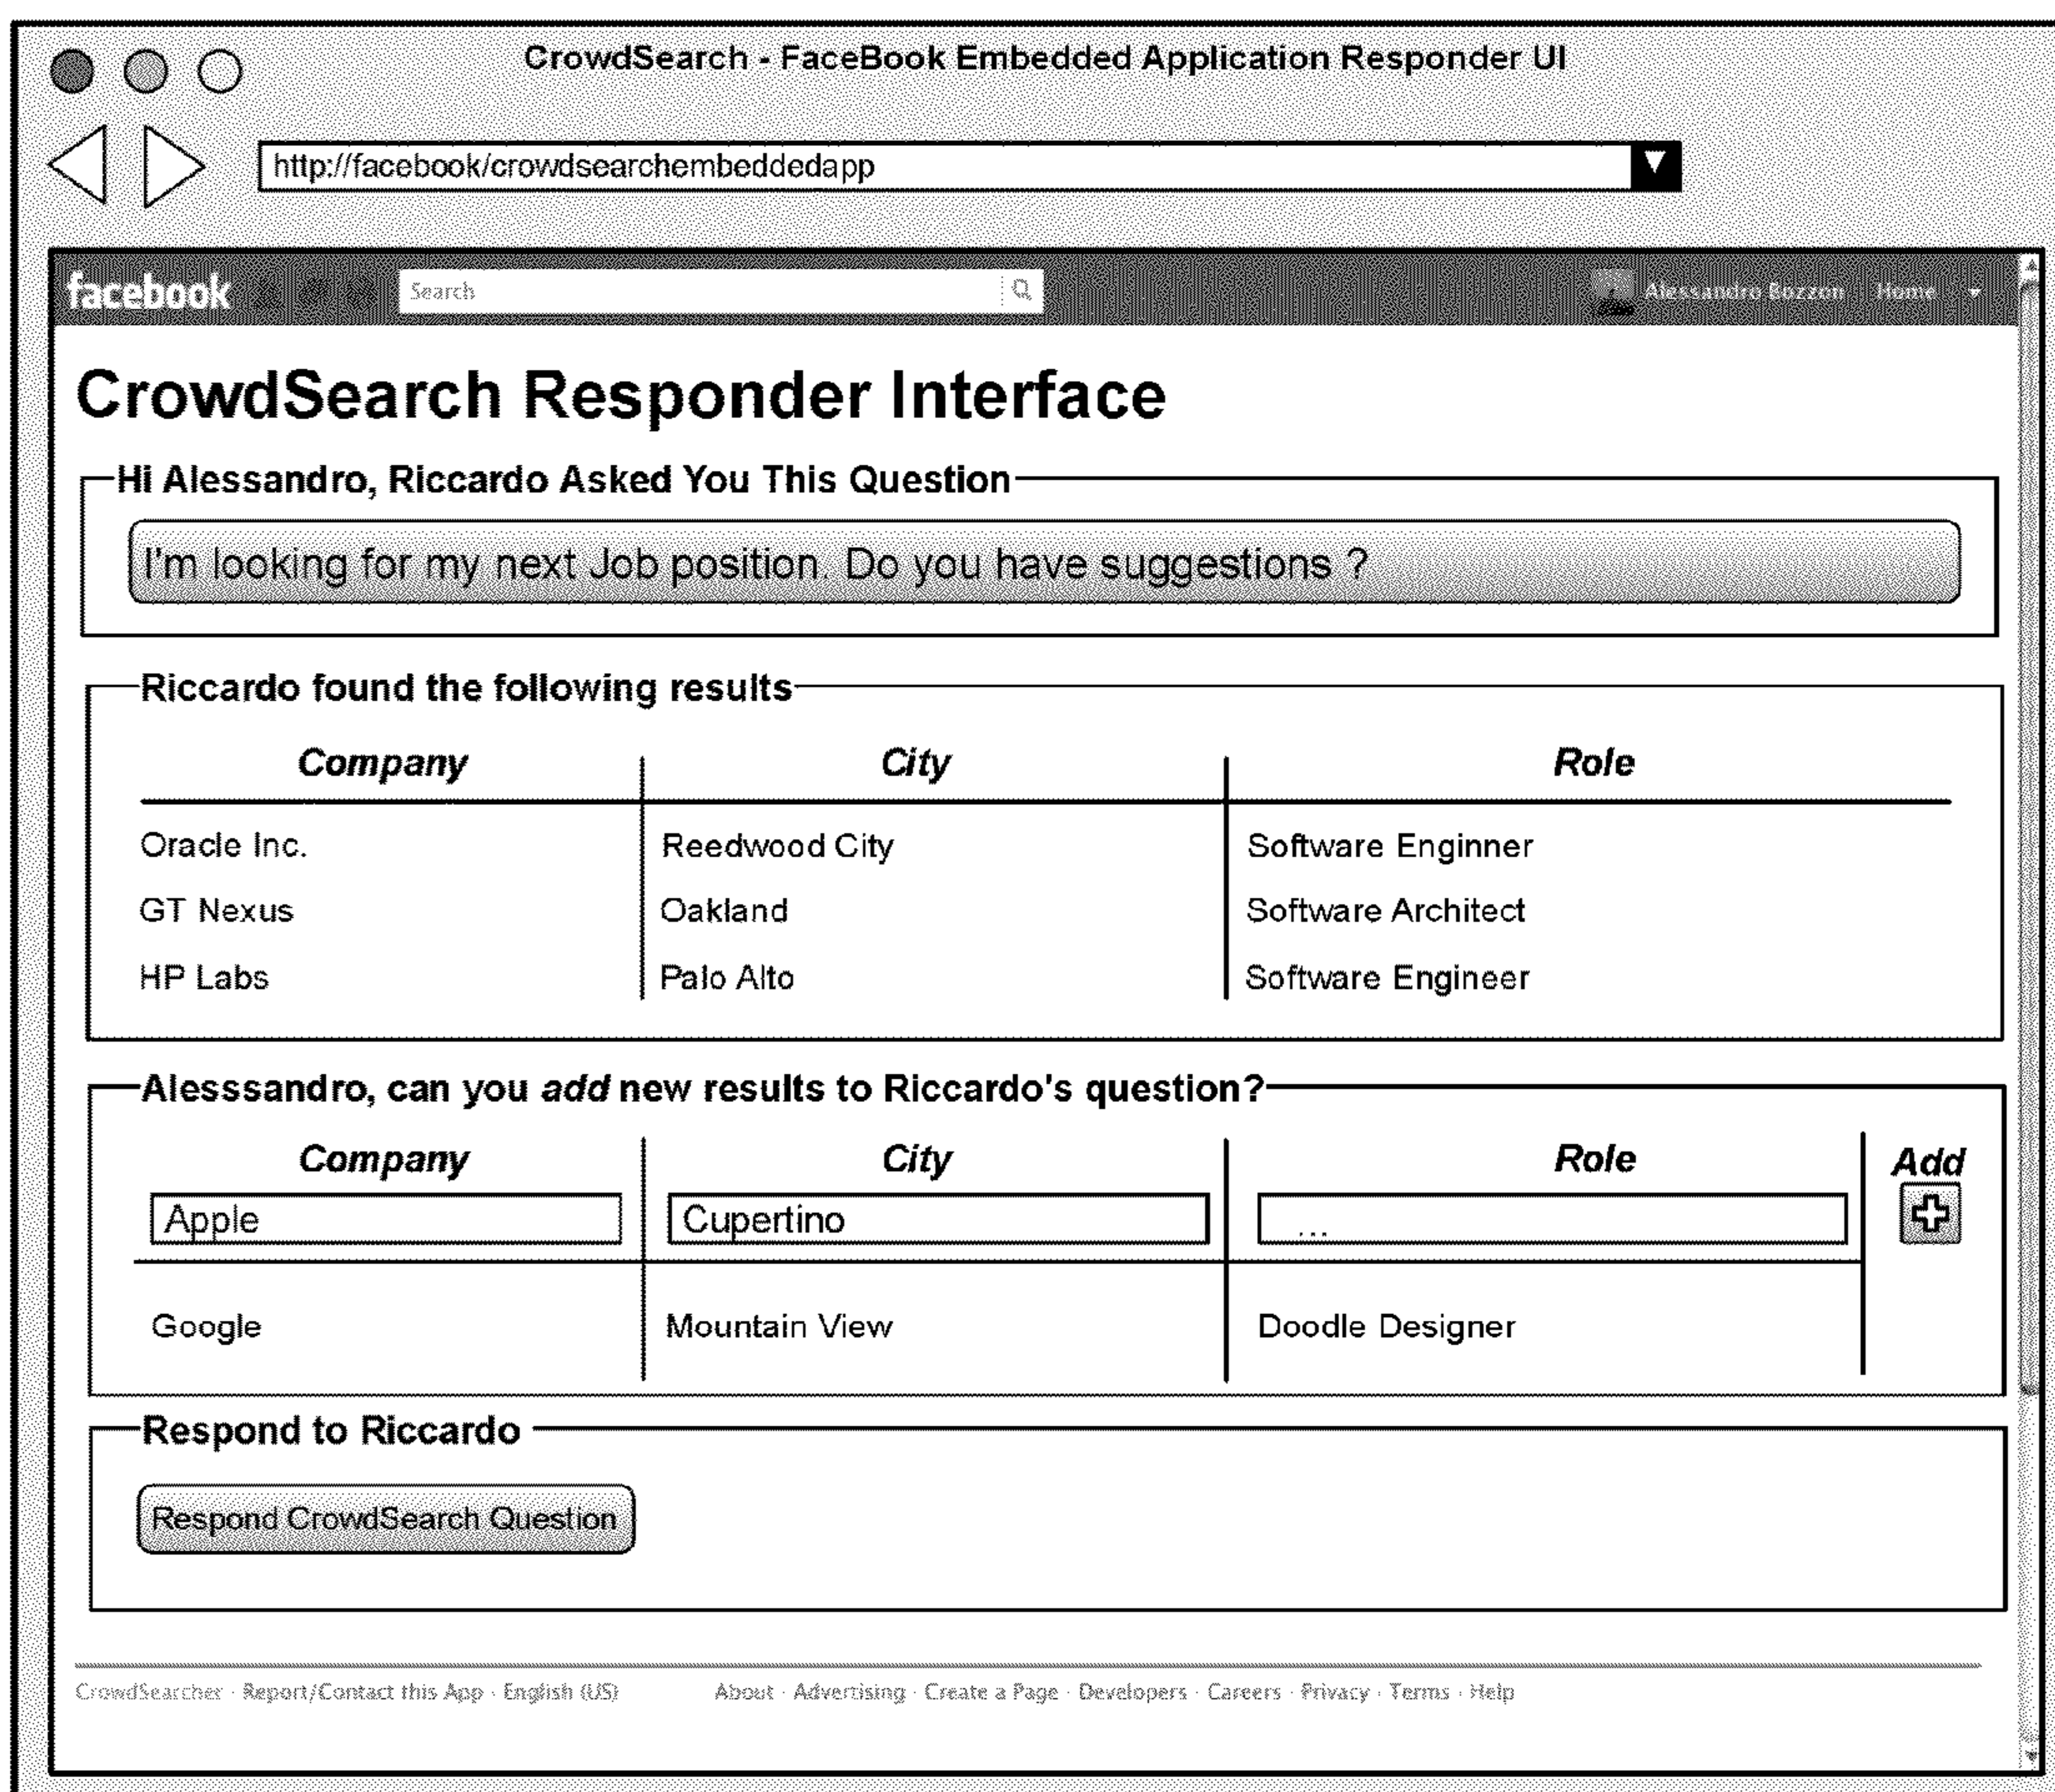 CrowdSearch - FaceBook Embedded Application Responder UI
http://facebook/crowdsearchembeddedapp
facebook Search Alessandro Bozzon Home
CrowdSearch Responder Interface
Hi Alessandro, Riccardo Asked You This Question
I'm looking for my next Job position. Do you have suggestions ?
Riccardo found the following results
Company City Role
Oracle Inc. Reedwood City Software Enginner
GT Nexus Oakland Software Architect
HP Labs Palo Alto Software Engineer
Alesssandro, can you add new results to Riccardo's question?
Company City Role Add
Apple Cupertino ...
Google Mountain View Doodle Designer
Respond to Riccardo
Respond CrowdSearch Question
CrowdSearcher · Report/Contact this App · English (US) About · Advertising · Create a Page · Developers · Careers · Privacy · Terms · Help